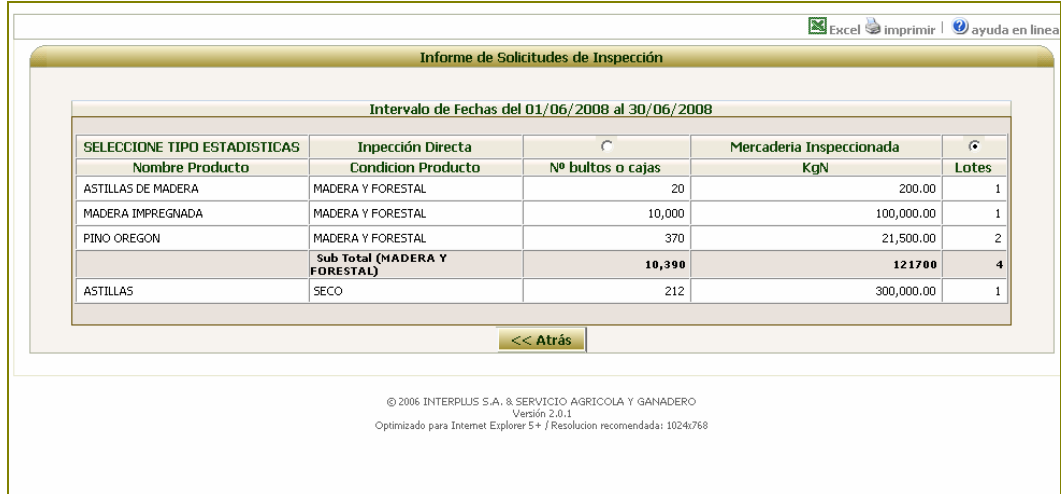 Excel imprimir | ayuda en linea
Informe de Solicitudes de Inspección
Intervalo de Fechas del 01/06/2008 al 30/06/2008
SELECCIONE TIPO ESTADISTICAS Inpección Directa Mercaderia Inspeccionada
Nombre Producto Condicion Producto Nº bultos o cajas KgN Lotes
ASTILLAS DE MADERA MADERA Y FORESTAL 20 200.00 1
MADERA IMPREGNADA MADERA Y FORESTAL 10,000 100,000.00 1
PINO OREGON MADERA Y FORESTAL 370 21,500.00 2
Sub Total (MADERA Y
FORESTAL) 10,390 121700 4
ASTILLAS SECO 212 300,000.00 1
<< Atrás
© 2006 INTERPLUS S.A. & SERVICIO AGRICOLA Y GANADERO
Versión 2.0.1
Optimizado para Internet Explorer 5+ / Resolucion recomendada: 1024x768